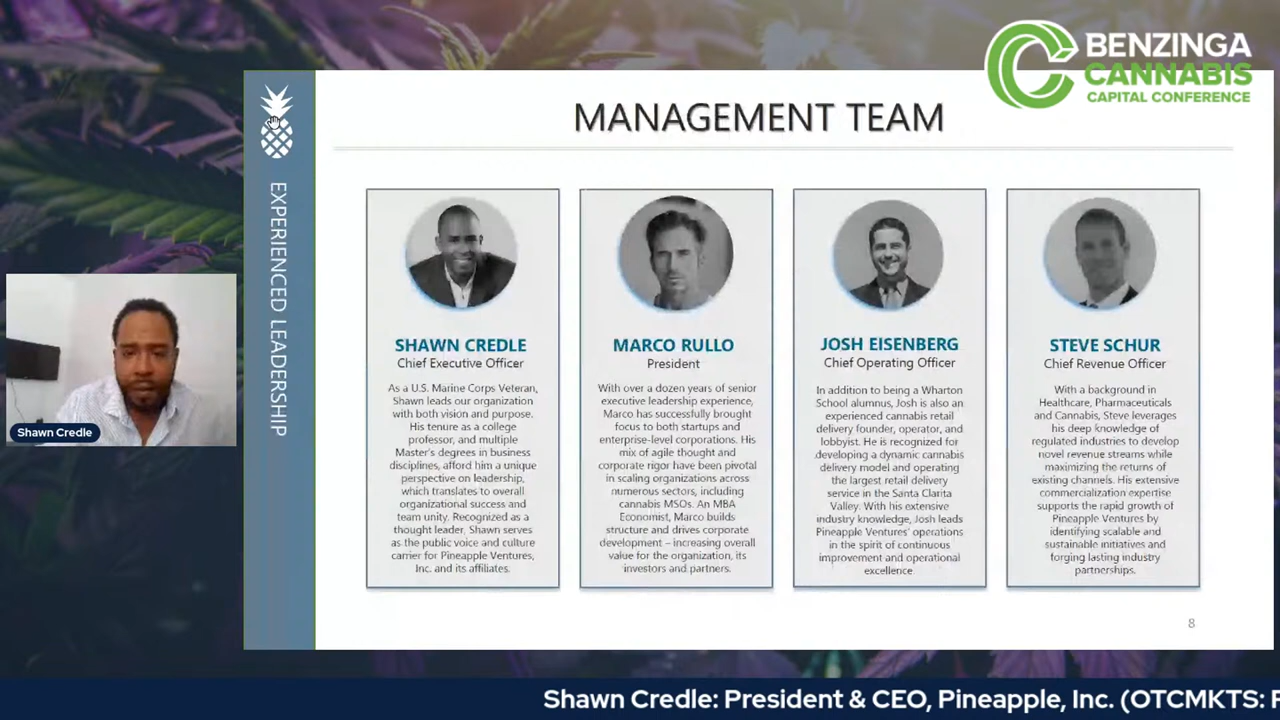 BENZINGA
CANNABIS
CAPITAL CONFERENCE
MANAGEMENT TEAM
EXPERIENCED LEADERSHIP
SHAWN CREDLE
Chief Executive Officer
As a U.S. Marine Corps Veteran,
Shawn leads our organization
with both vision and purpose.
His tenure as a college
professor, and multiple
Master's degrees in business
disciplines, afford him a unique
perspective on leadership,
which translates to overall
organizational success and
team unity. Recognized as a
thought leader, Shawn serves
as the public voice and culture
carrier for Pineapple Ventures,
Inc. and its affiliates.
MARCO RULLO
President
With over a dozen years of senior
executive leadership experience,
Marco has successfully brought
focus to both startups and
enterprise-level corporations. His
mix of agile thought and
corporate rigor have been pivotal
in scaling organizations across
numerous sectors, including
cannabis MSOs. An MBA
Economist, Marco builds
structure and drives corporate
development – increasing overall
value for the organization, its
investors and partners.
JOSH EISENBERG
Chief Operating Officer
In addition to being a Wharton
School alumnus, Josh is also an
experienced cannabis retail
delivery founder, operator, and
lobbyist. He is recognized for
developing a dynamic cannabis
delivery model and operating
the largest retail delivery
service in the Santa Clarita
Valley. With his extensive
industry knowledge, Josh leads
Pineapple Ventures' operations
in the spirit of continuous
improvement and operational
excellence.
STEVE SCHUR
Chief Revenue Officer
With a background in
Healthcare, Pharmaceuticals
and Cannabis, Steve leverages
his deep knowledge of
regulated industries to develop
novel revenue streams while
maximizing the returns of
existing channels. His extensive
commercialization expertise
supports the rapid growth of
Pineapple Ventures by
identifying scalable and
sustainable initiatives and
forging lasting industry
partnerships.
8
Shawn Credle
Shawn Credle: President & CEO, Pineapple, Inc. (OTCMKTS: